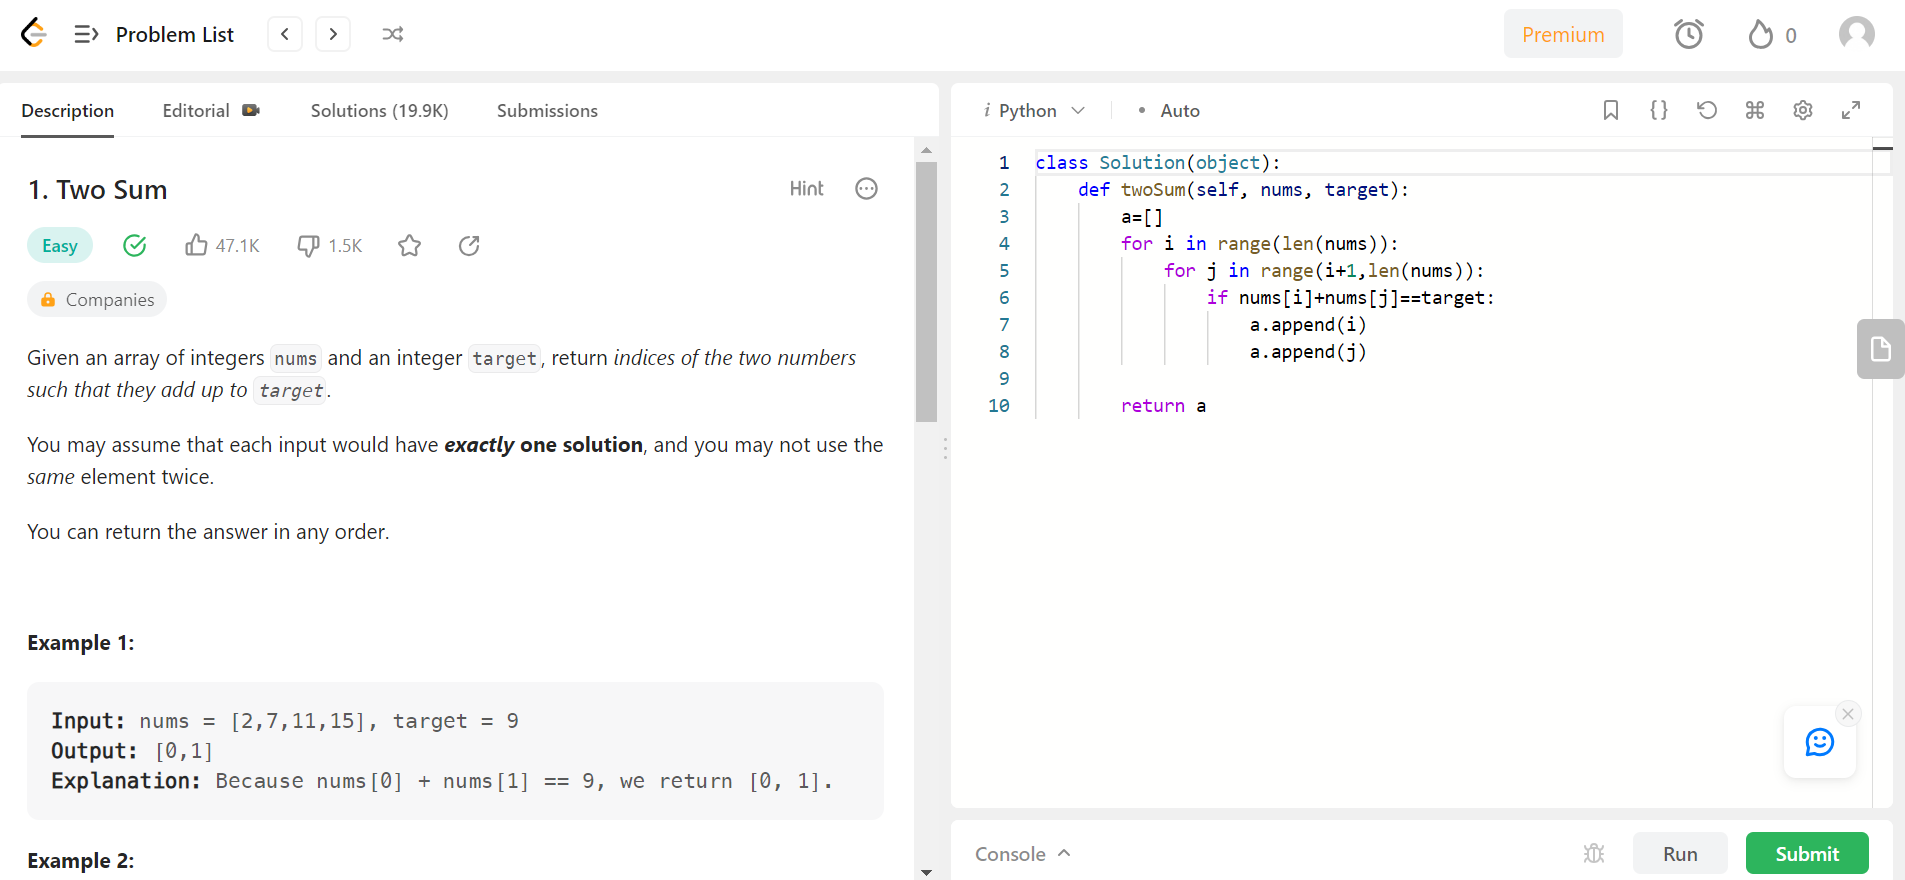 Problem List
Premium
0
Description Editorial Solutions (19.9K) Submissions
1. Two Sum
Hint
Easy 47.1K 1.5K
Companies
Given an array of integers nums and an integer target, return indices of the two numbers
such that they add up to target.
You may assume that each input would have exactly one solution, and you may not use the
same element twice.
You can return the answer in any order.
Example 1:
Input: nums = [2,7,11,15], target = 9
Output: [0,1]
Explanation: Because nums[0] + nums[1] == 9, we return [0, 1].
Example 2:
i Python • Auto
{}
1 class Solution(object):
2     def twoSum(self, nums, target):
3         a=[]
4         for i in range(len(nums)):
5             for j in range(i+1,len(nums)):
6                 if nums[i]+nums[j]==target:
7                     a.append(i)
8                     a.append(j)
9
10         return a
Console Run Submit